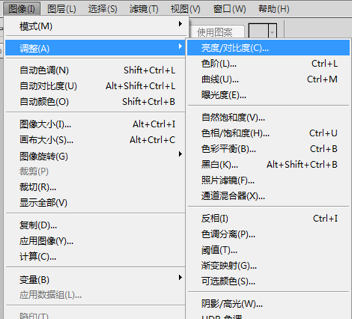 图像(I) 图层(L) 选择(S) 滤镜(T) 视图(V) 窗口(W) 帮助(H)
模式(M)
使用图案
调整(A)
自动色调(N) Shift+Ctrl+L
自动对比度(U) Alt+Shift+Ctrl+L
自动颜色(O) Shift+Ctrl+B
图像大小(I)... Alt+Ctrl+I
画布大小(S)... Alt+Ctrl+C
图像旋转(G)
裁剪(P)
裁切(R)...
显示全部(V)
复制(D)...
应用图像(Y)...
计算(C)...
变量(B)
应用数据组(L)...
陷印(T)...
亮度/对比度(C)...
色阶(L)... Ctrl+L
曲线(U)... Ctrl+M
曝光度(E)...
自然饱和度(V)...
色相/饱和度(H)... Ctrl+U
色彩平衡(B)... Ctrl+B
黑白(K)... Alt+Shift+Ctrl+B
照片滤镜(F)...
通道混合器(X)...
反相(I) Ctrl+I
色调分离(P)...
阈值(T)...
渐变映射(G)...
可选颜色(S)...
阴影/高光(W)...
HDR 色调